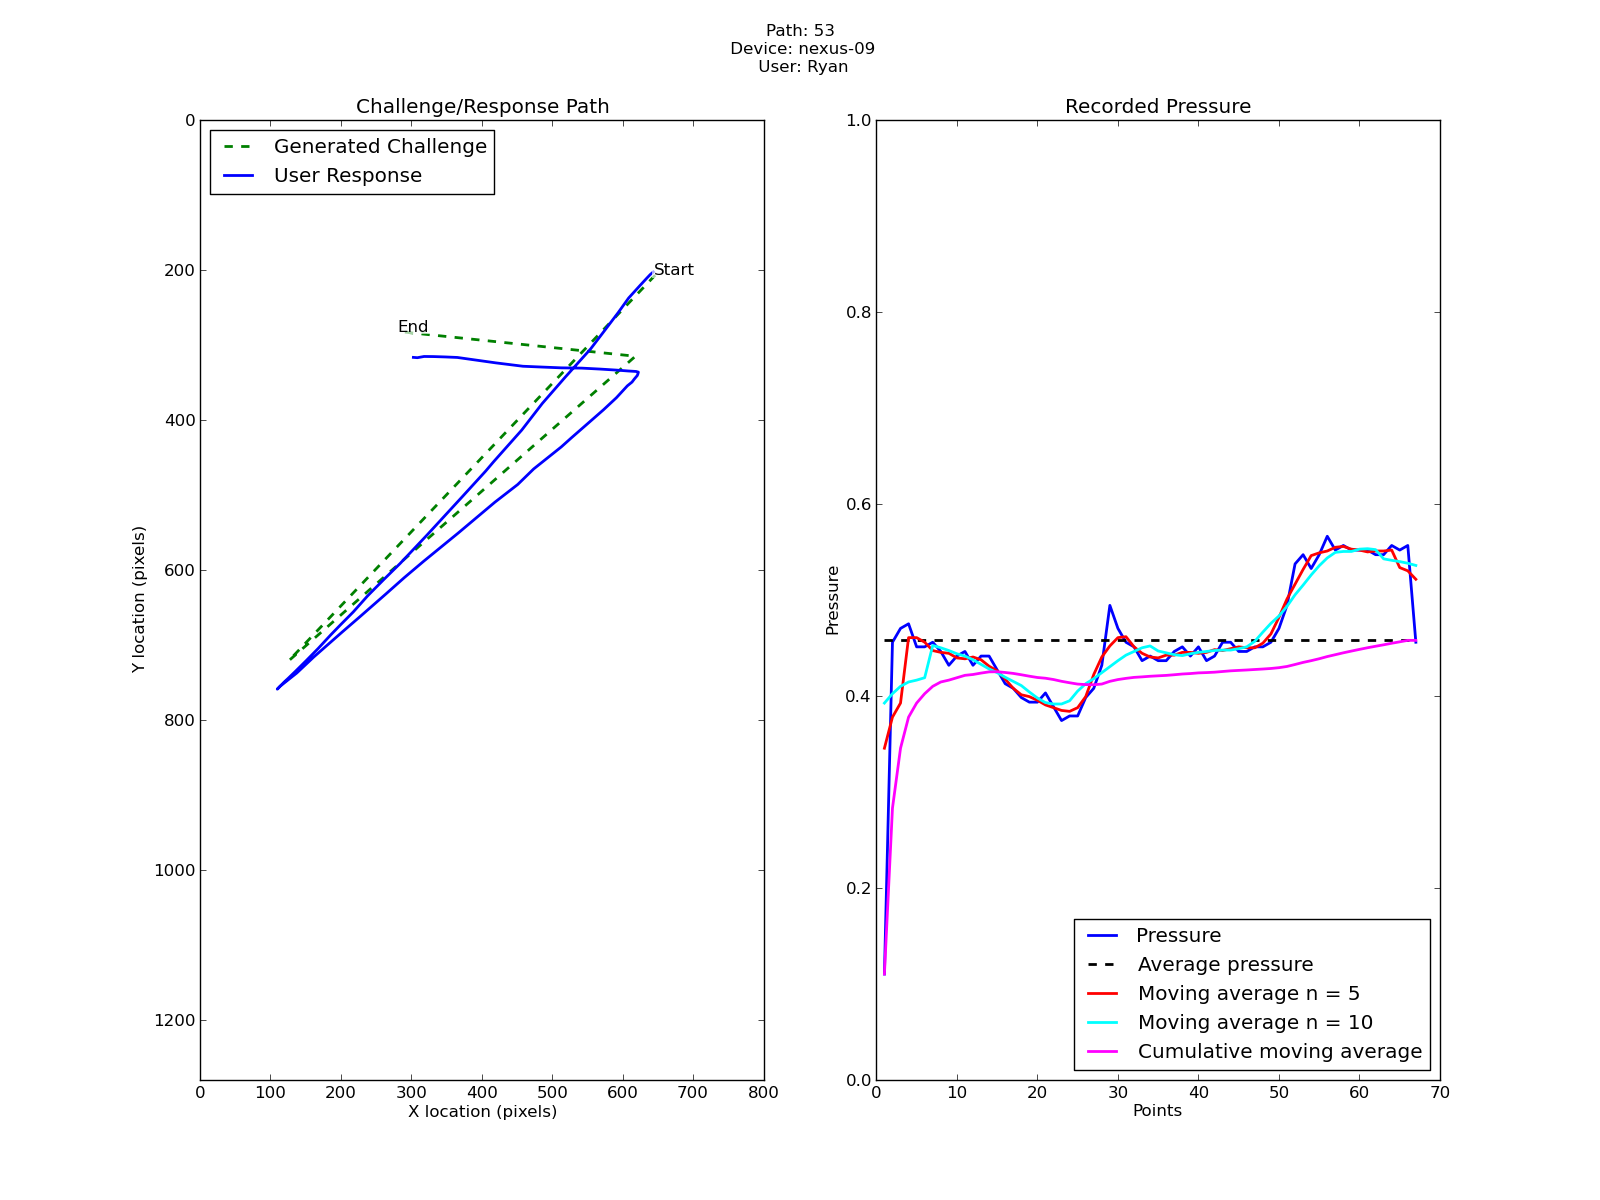 Path: 53
Device: nexus-09
User: Ryan
Challenge/Response Path
Generated Challenge
User Response
Start
End
0
200
400
600
800
1000
1200
Y location (pixels)
0 100 200 300 400 500 600 700 800
X location (pixels)
Recorded Pressure
1.0
0.8
0.6
0.4
0.2
0.0
Pressure
Pressure
Average pressure
Moving average n = 5
Moving average n = 10
Cumulative moving average
0 10 20 30 40 50 60 70
Points